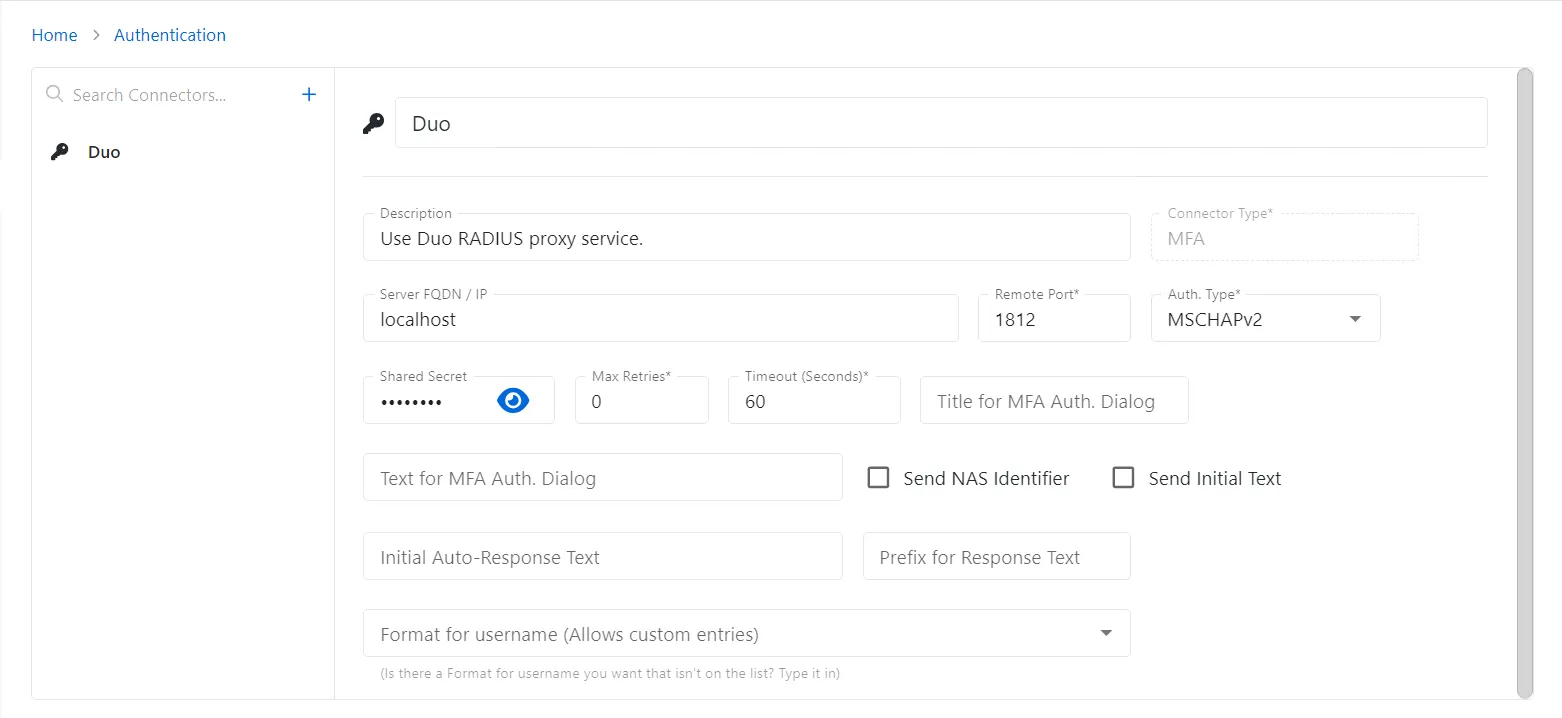 Home > Authentication
Search Connectors...
+
Duo
Duo
Description
Use Duo RADIUS proxy service.
Connector Type*
MFA
Server FQDN / IP
localhost
Remote Port*
1812
Auth. Type*
MSCHAPv2
Shared Secret
••••••••
Max Retries*
0
Timeout (Seconds)*
60
Title for MFA Auth. Dialog
Text for MFA Auth. Dialog
Send NAS Identifier
Send Initial Text
Initial Auto-Response Text
Prefix for Response Text
Format for username (Allows custom entries)
(Is there a Format for username you want that isn't on the list? Type it in)